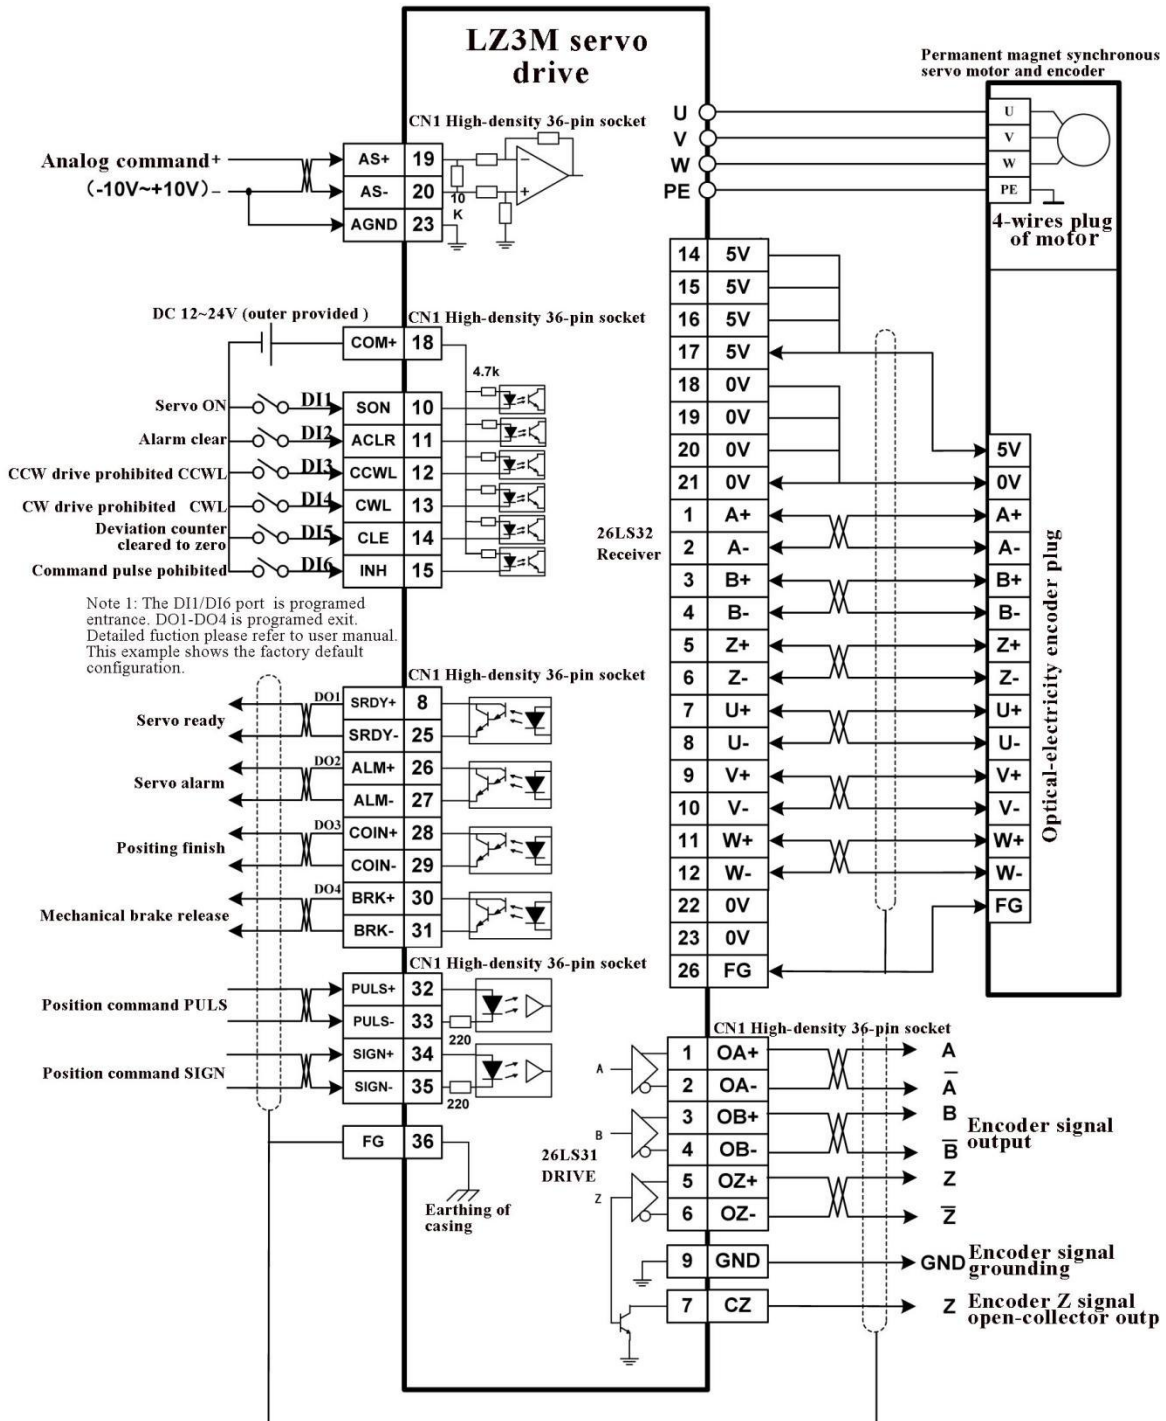 LZ3M servo
drive
Permanent magnet synchronous
servo motor and encoder
CN1 High-density 36-pin socket
Analog command+
(-10V~+10V)−
AS+ 19
AS- 20
AGND 23
10
K
U
V
W
PE
U
V
W
PE
4-wires plug
of motor
DC 12~24V (outer provided )
CN1 High-density 36-pin socket
COM+ 18
4.7k
Servo ON DI1 SON 10
Alarm clear DI2 ACLR 11
CCW drive prohibited CCWL DI3 CCWL 12
CW drive prohibited CWL DI4 CWL 13
Deviation counter
cleared to zero DI5 CLE 14
Command pulse pohibited DI6 INH 15
Note 1: The DI1/DI6 port is programed
entrance. DO1-DO4 is programed exit.
Detailed fuction please refer to user manual.
This example shows the factory default
configuration.
CN1 High-density 36-pin socket
Servo ready
DO1 SRDY+ 8
SRDY- 25
Servo alarm
DO2 ALM+ 26
ALM- 27
Positing finish
DO3 COIN+ 28
COIN- 29
Mechanical brake release
DO4 BRK+ 30
BRK- 31
CN1 High-density 36-pin socket
Position command PULS
PULS+ 32
PULS- 33
220
Position command SIGN
SIGN+ 34
SIGN- 35
220
FG 36
Earthing of
casing
14 5V
15 5V
16 5V
17 5V
18 0V
19 0V
20 0V
21 0V
1 A+
2 A-
3 B+
4 B-
5 Z+
6 Z-
7 U+
8 U-
9 V+
10 V-
11 W+
12 W-
22 0V
23 0V
26 FG
26LS32
Receiver
5V
0V
A+
A-
B+
B-
Z+
Z-
U+
U-
V+
V-
W+
W-
FG
Optical-electricity encoder plug
CN1 High-density 36-pin socket
A
1 OA+ A
2 OA- A̅
B
3 OB+ B
4 OB- B̅
Encoder signal
output
26LS31
DRIVE
Z
5 OZ+ Z
6 OZ- Z̅
9 GND GND Encoder signal
grounding
7 CZ Z Encoder Z signal
open-collector outp